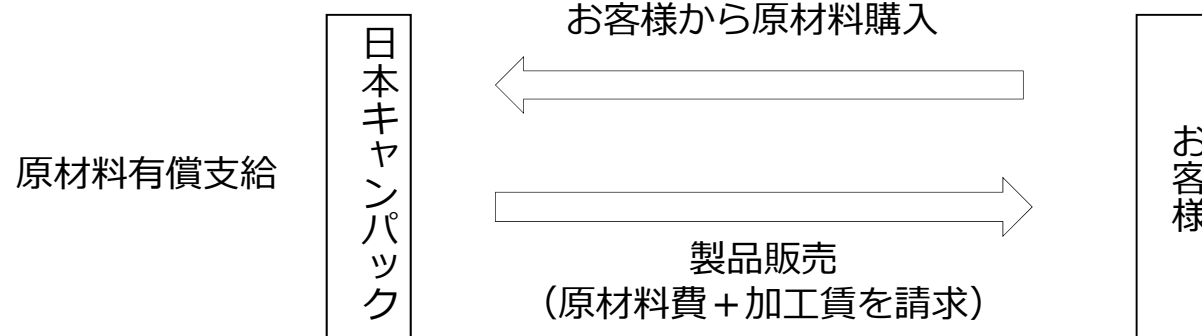 お客様から原材料購入
日本キャンパック
原材料有償支給
お客様
製品販売
（原材料費＋加工賃を請求）